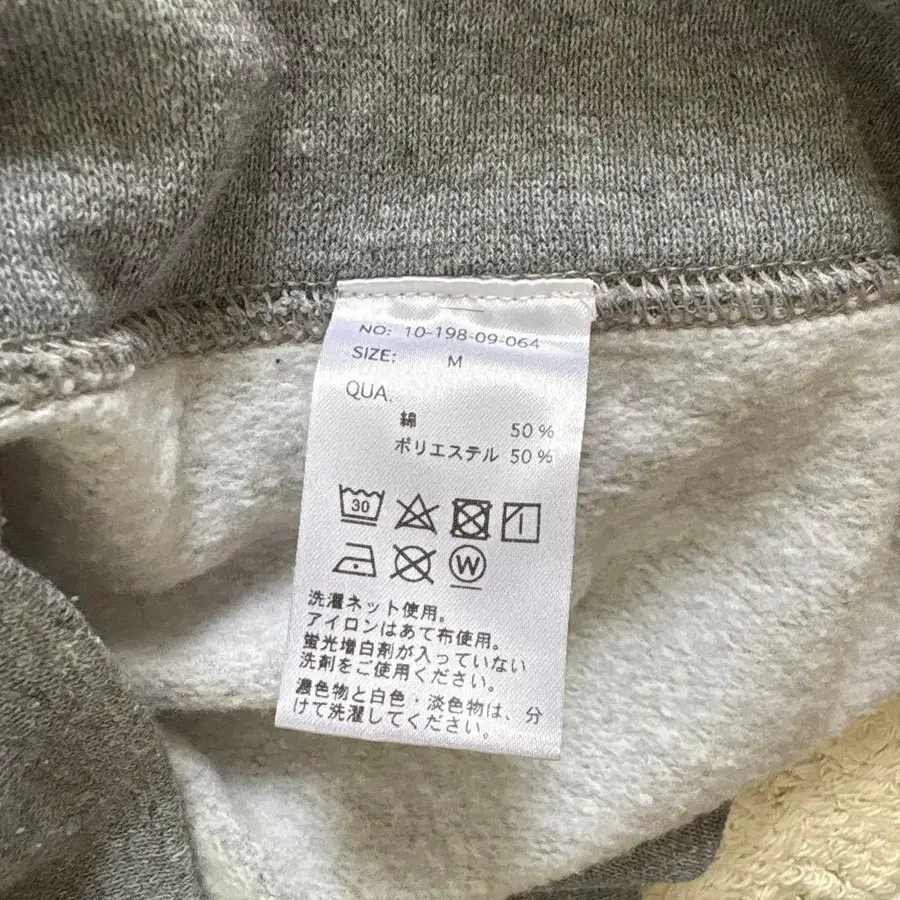 NO: 10-198-09-064
SIZE: M
QUA.
綿 50%
ポリエステル 50%
30
W
洗濯ネット使用。
アイロンはあて布使用。
蛍光増白剤が入っていない
洗剤をご使用ください。
濃色物と白色・淡色物は、分
けて洗濯してください。